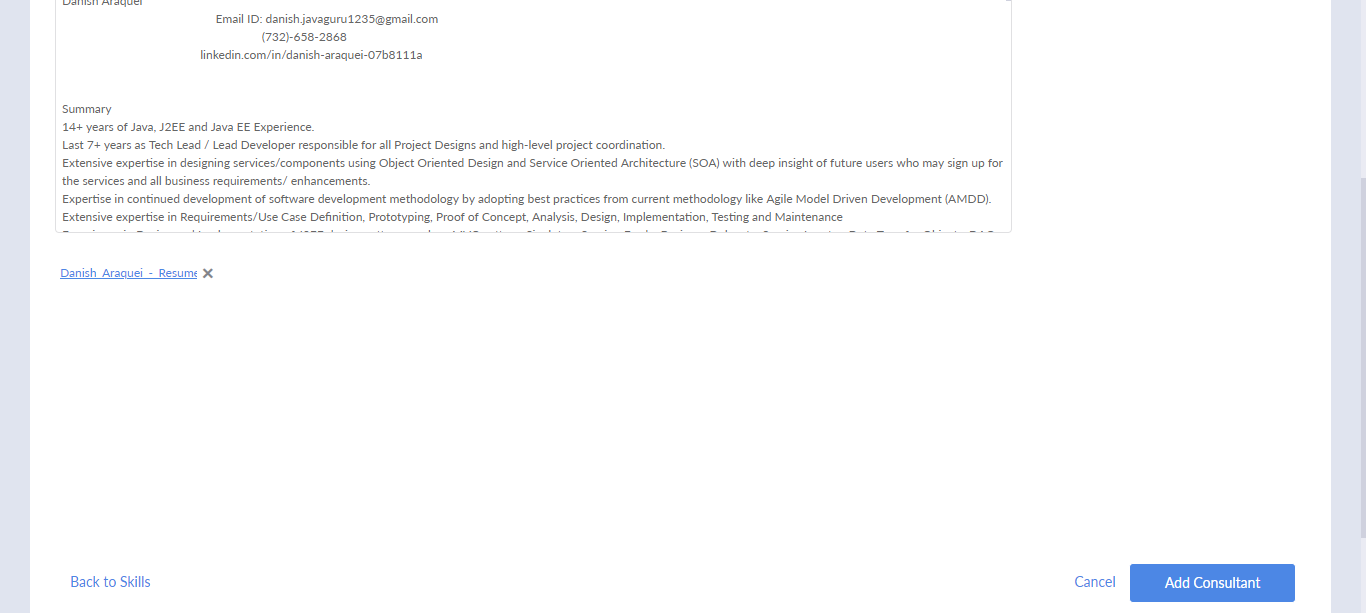 Danish Araquei
Email ID: danish.javaguru1235@gmail.com
(732)-658-2868
linkedin.com/in/danish-araquei-07b8111a
Summary
14+ years of Java, J2EE and Java EE Experience.
Last 7+ years as Tech Lead / Lead Developer responsible for all Project Designs and high-level project coordination.
Extensive expertise in designing services/components using Object Oriented Design and Service Oriented Architecture (SOA) with deep insight of future users who may sign up for
the services and all business requirements/ enhancements.
Expertise in continued development of software development methodology by adopting best practices from current methodology like Agile Model Driven Development (AMDD).
Extensive expertise in Requirements/Use Case Definition, Prototyping, Proof of Concept, Analysis, Design, Implementation, Testing and Maintenance
Danish_Araquei_-_Resume
Back to Skills
Cancel
Add Consultant